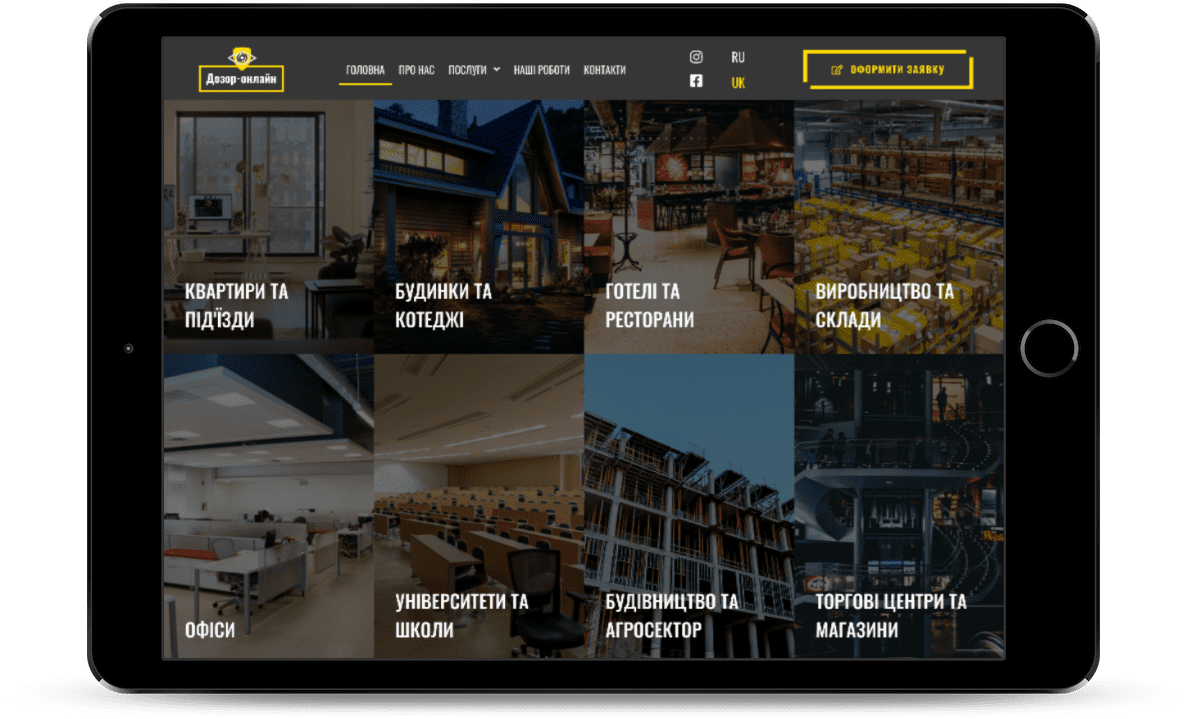 Дозор-онлайн
ГОЛОВНА ПРО НАС ПОСЛУГИ НАШІ РОБОТИ КОНТАКТИ
RU
UK
ОФОРМИТИ ЗАЯВКУ
КВАРТИРИ ТА
ПІД'ЇЗДИ
БУДИНКИ ТА
КОТЕДЖІ
ГОТЕЛІ ТА
РЕСТОРАНИ
ВИРОБНИЦТВО ТА
СКЛАДИ
ОФІСИ
УНІВЕРСИТЕТИ ТА
ШКОЛИ
БУДІВНИЦТВО ТА
АГРОСЕКТОР
ТОРГОВІ ЦЕНТРИ ТА
МАГАЗИНИ